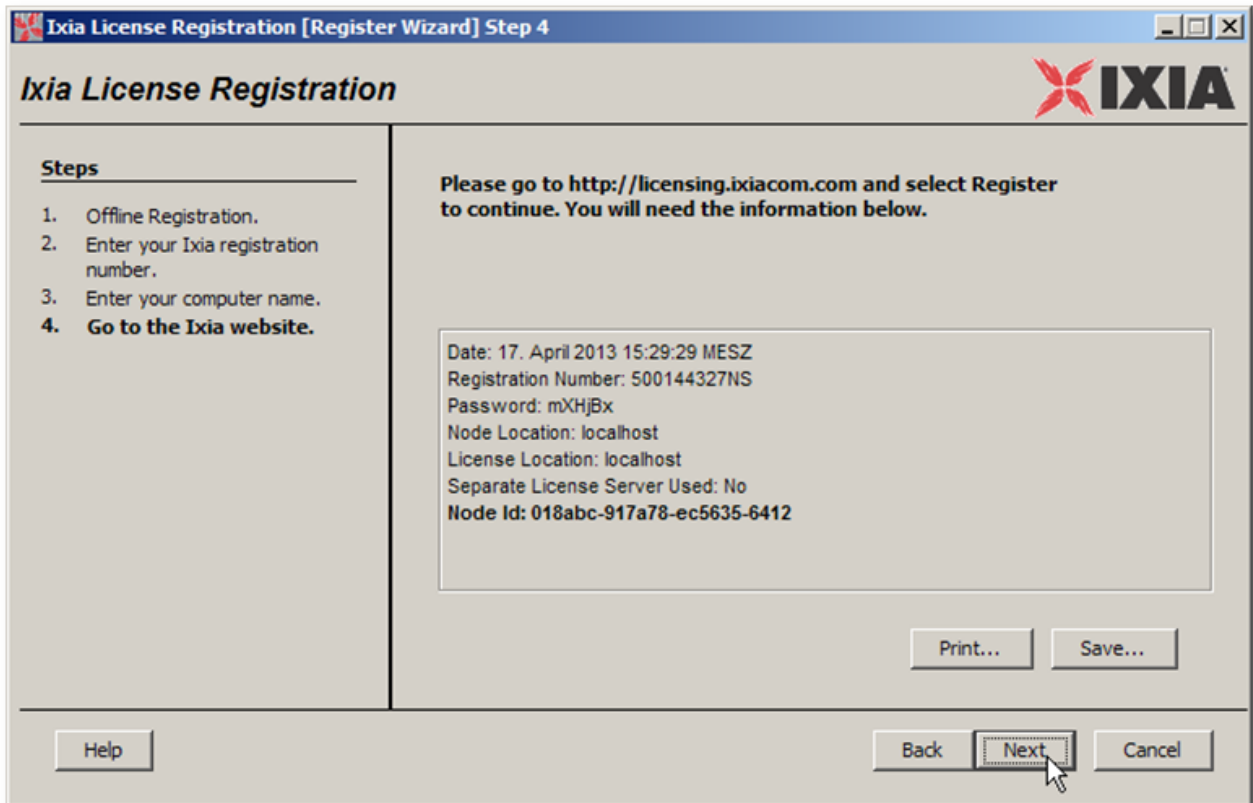 Ixia License Registration [Register Wizard] Step 4
Ixia License Registration
IXIA
Steps
1. Offline Registration.
2. Enter your Ixia registration
number.
3. Enter your computer name.
4. Go to the Ixia website.
Please go to http://licensing.ixiacom.com and select Register
to continue. You will need the information below.
Date: 17. April 2013 15:29:29 MESZ
Registration Number: 500144327NS
Password: mXHjBx
Node Location: localhost
License Location: localhost
Separate License Server Used: No
Node Id: 018abc-917a78-ec5635-6412
Print... Save...
Help Back Next Cancel